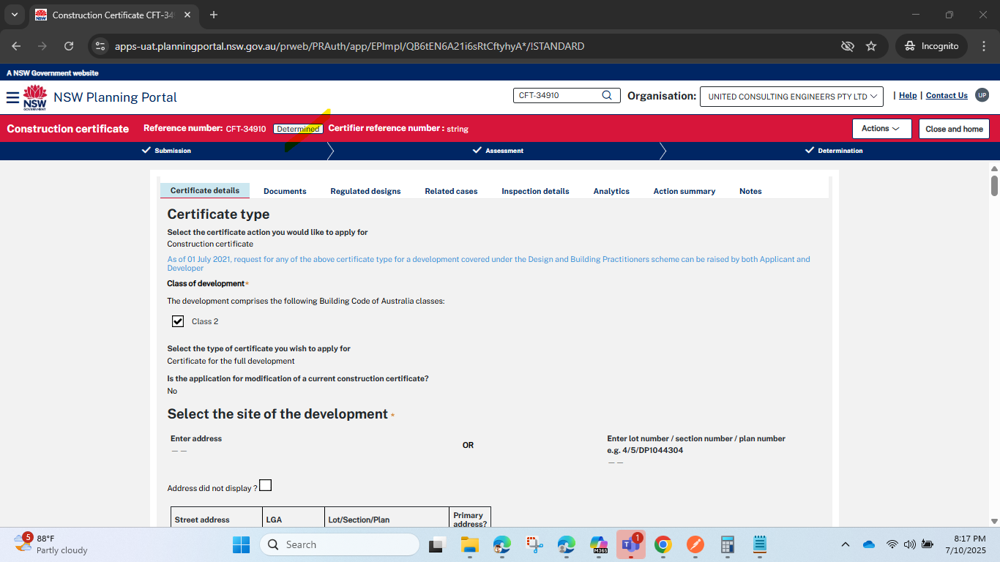 Construction Certificate CFT-34
apps-uat.planningportal.nsw.gov.au/prweb/PRAuth/app/EPImpl/QB6tEN6A21i6sRtCftyhyA*/!STANDARD
Incognito
A NSW Government website
NSW
GOVERNMENT
NSW Planning Portal
CFT-34910
Organisation:
UNITED CONSULTING ENGINEERS PTY LTD
| Help | Contact Us
UP
Construction certificate
Reference number: CFT-34910
Determined
Certifier reference number : string
Actions
Close and home
Submission
Assessment
Determination
Certificate details
Documents
Regulated designs
Related cases
Inspection details
Analytics
Action summary
Notes
Certificate type
Select the certificate action you would like to apply for
Construction certificate
As of 01 July 2021, request for any of the above certificate type for a development covered under the Design and Building Practitioners scheme can be raised by both Applicant and
Developer
Class of development*
The development comprises the following Building Code of Australia classes:
Class 2
Select the type of certificate you wish to apply for
Certificate for the full development
Is the application for modification of a current construction certificate?
No
Select the site of the development *
Enter address
— —
OR
Enter lot number / section number / plan number
e.g. 4/5/DP1044304
— —
Address did not display ?
Street address
LGA
Lot/Section/Plan
Primary
address?
5
88°F
Partly cloudy
Search
M365
1
8:17 PM
7/10/2025